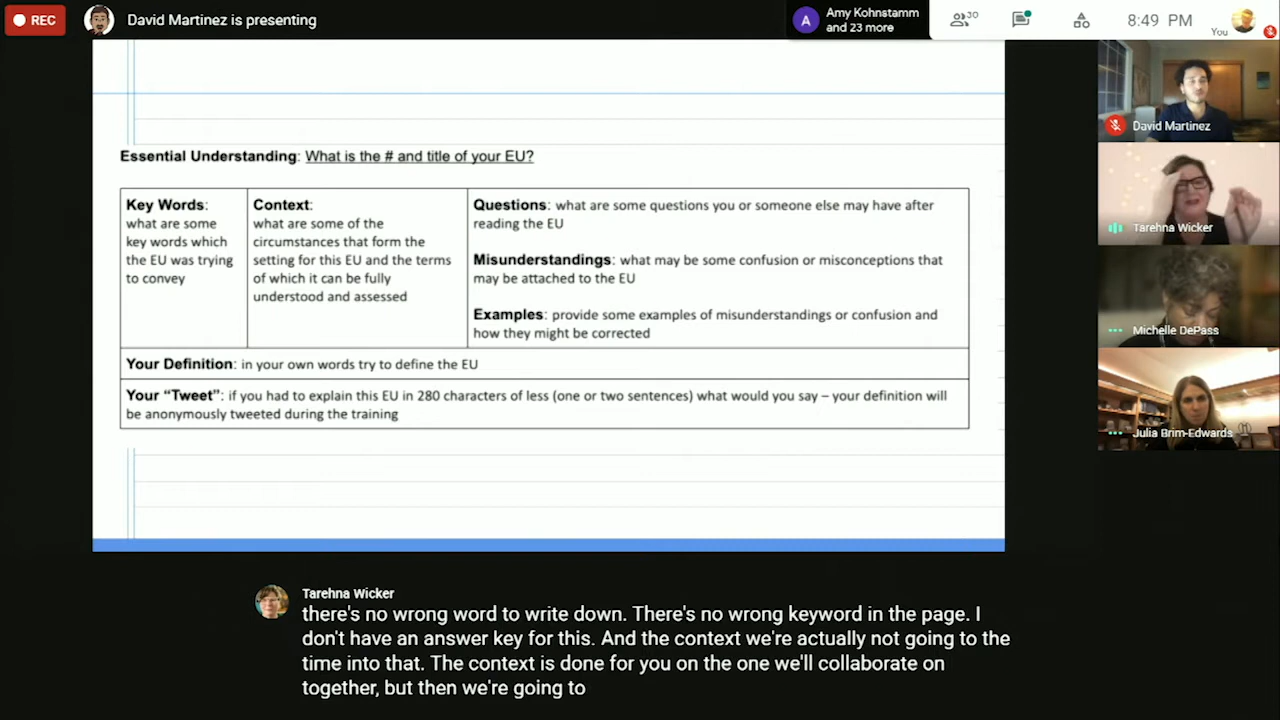 REC
David Martinez is presenting
A
Amy Kohnstamm
and 23 more
30
8:49 PM
You
Essential Understanding: What is the # and title of your EU?
Key Words:
what are some
key words which
the EU was trying
to convey
Context:
what are some of the
circumstances that form the
setting for this EU and the terms
of which it can be fully
understood and assessed
Questions: what are some questions you or someone else may have after
reading the EU
Misunderstandings: what may be some confusion or misconceptions that
may be attached to the EU
Examples: provide some examples of misunderstandings or confusion and
how they might be corrected
Your Definition: in your own words try to define the EU
Your “Tweet”: if you had to explain this EU in 280 characters of less (one or two sentences) what would you say – your definition will
be anonymously tweeted during the training
David Martinez
Tarehna Wicker
Michelle DePass
Julia Brim-Edwards
Tarehna Wicker
there's no wrong word to write down. There's no wrong keyword in the page. I
don't have an answer key for this. And the context we're actually not going to the
time into that. The context is done for you on the one we'll collaborate on
together, but then we're going to